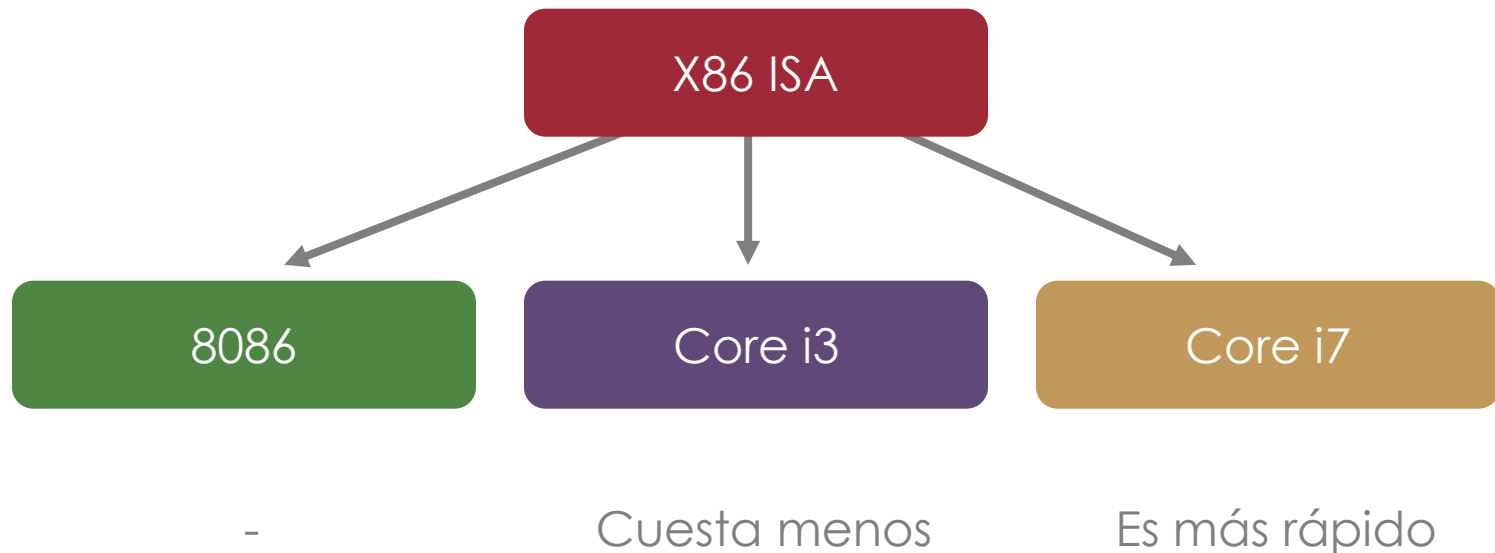 X86 ISA
8086
Core i3
Core i7
-
Cuesta menos
Es más rápido